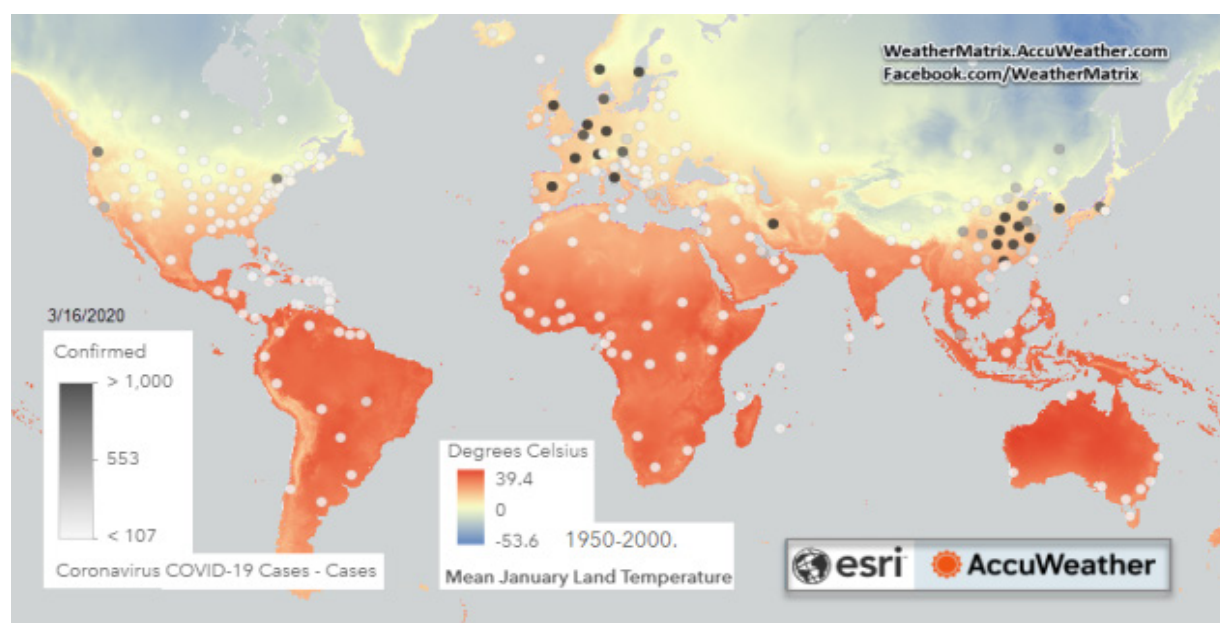 WeatherMatrix.AccuWeather.com
Facebook.com/WeatherMatrix
3/16/2020
Confirmed
> 1,000
553
< 107
Coronavirus COVID-19 Cases - Cases
Degrees Celsius
39.4
0
-53.6
1950-2000.
Mean January Land Temperature
esri
AccuWeather